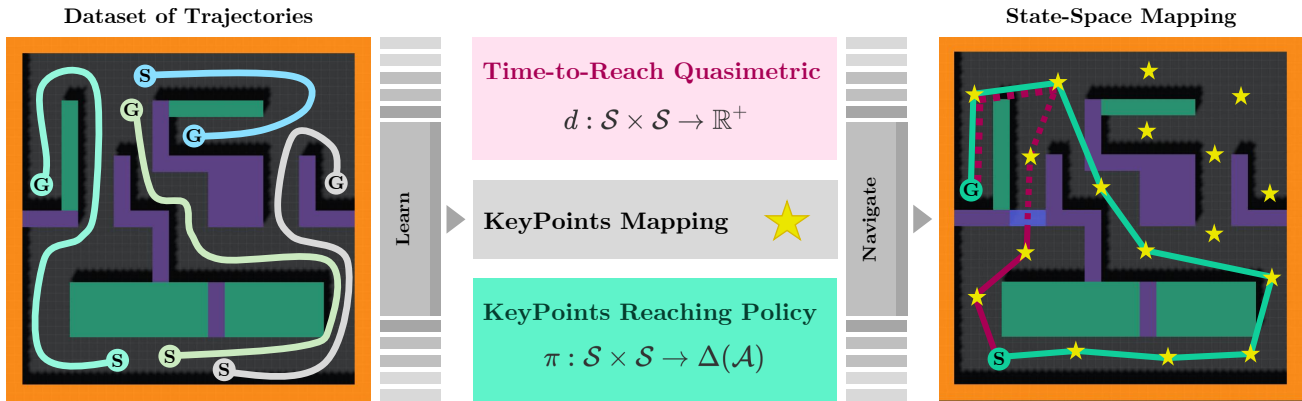 Dataset of Trajectories
State-Space Mapping
S
G
G
G
G
S
S
S
Learn
Time-to-Reach Quasimetric
d : 𝒮 × 𝒮 → ℝ⁺
KeyPoints Mapping
KeyPoints Reaching Policy
π : 𝒮 × 𝒮 → Δ(𝒜)
Navigate
G
S